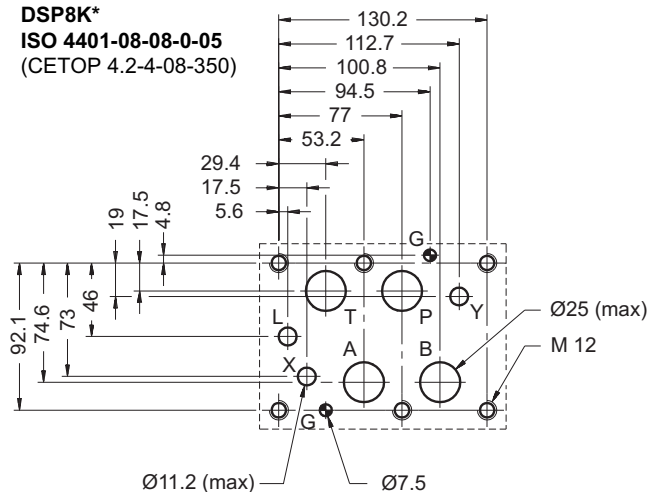 DSP8K*
ISO 4401-08-08-0-05
(CETOP 4.2-4-08-350)
130.2
112.7
100.8
94.5
77
53.2
29.4
17.5
5.6
19
17.5
4.8
G
92.1
74.6
73
46
T
P
Y
L
X
A
B
Ø25 (max)
M 12
G
Ø11.2 (max)
Ø7.5